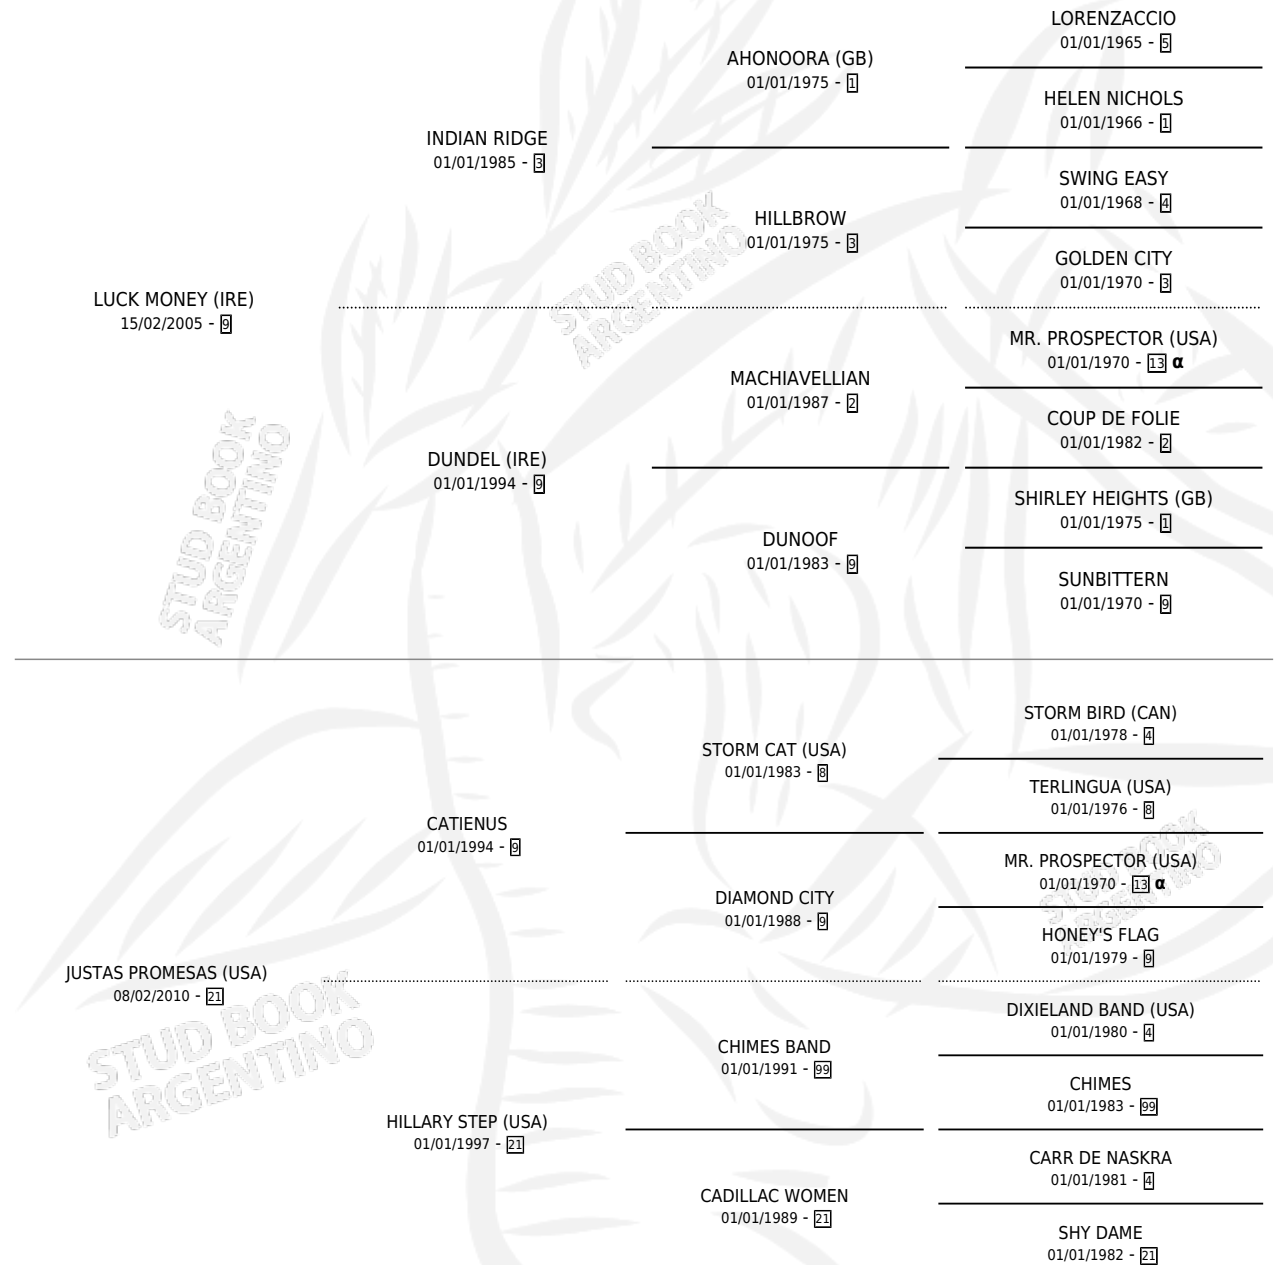 LORENZACCIO
01/01/1965 - 5
AHONOORA (GB)
01/01/1975 - 1
HELEN NICHOLS
01/01/1966 - 1
INDIAN RIDGE
01/01/1985 - 3
SWING EASY
01/01/1968 - 4
HILLBROW
01/01/1975 - 3
GOLDEN CITY
01/01/1970 - 3
LUCK MONEY (IRE)
15/02/2005 - 9
MR. PROSPECTOR (USA)
01/01/1970 - 13 α
MACHIAVELLIAN
01/01/1987 - 2
COUP DE FOLIE
01/01/1982 - 2
DUNDEL (IRE)
01/01/1994 - 9
SHIRLEY HEIGHTS (GB)
01/01/1975 - 1
DUNOOF
01/01/1983 - 9
SUNBITTERN
01/01/1970 - 9
STORM BIRD (CAN)
01/01/1978 - 4
STORM CAT (USA)
01/01/1983 - 8
TERLINGUA (USA)
01/01/1976 - 8
CATIENUS
01/01/1994 - 9
MR. PROSPECTOR (USA)
01/01/1970 - 13 α
DIAMOND CITY
01/01/1988 - 9
HONEY'S FLAG
01/01/1979 - 9
JUSTAS PROMESAS (USA)
08/02/2010 - 21
DIXIELAND BAND (USA)
01/01/1980 - 4
CHIMES BAND
01/01/1991 - 99
CHIMES
01/01/1983 - 99
HILLARY STEP (USA)
01/01/1997 - 21
CARR DE NASKRA
01/01/1981 - 4
CADILLAC WOMEN
01/01/1989 - 21
SHY DAME
01/01/1982 - 21
STUD BOOK
ARGENTINO
STUD BOOK
ARGENTINO
STUD BOOK
ARGENTINO
STUD BOOK
ARGENTINO